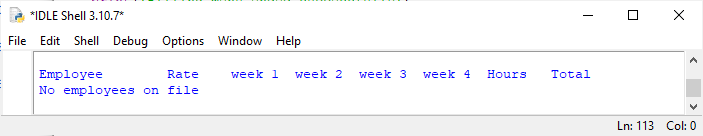 *IDLE Shell 3.10.7*
File Edit Shell Debug Options Window Help
Employee Rate week 1 week 2 week 3 week 4 Hours Total
No employees on file
Ln: 113 Col: 0